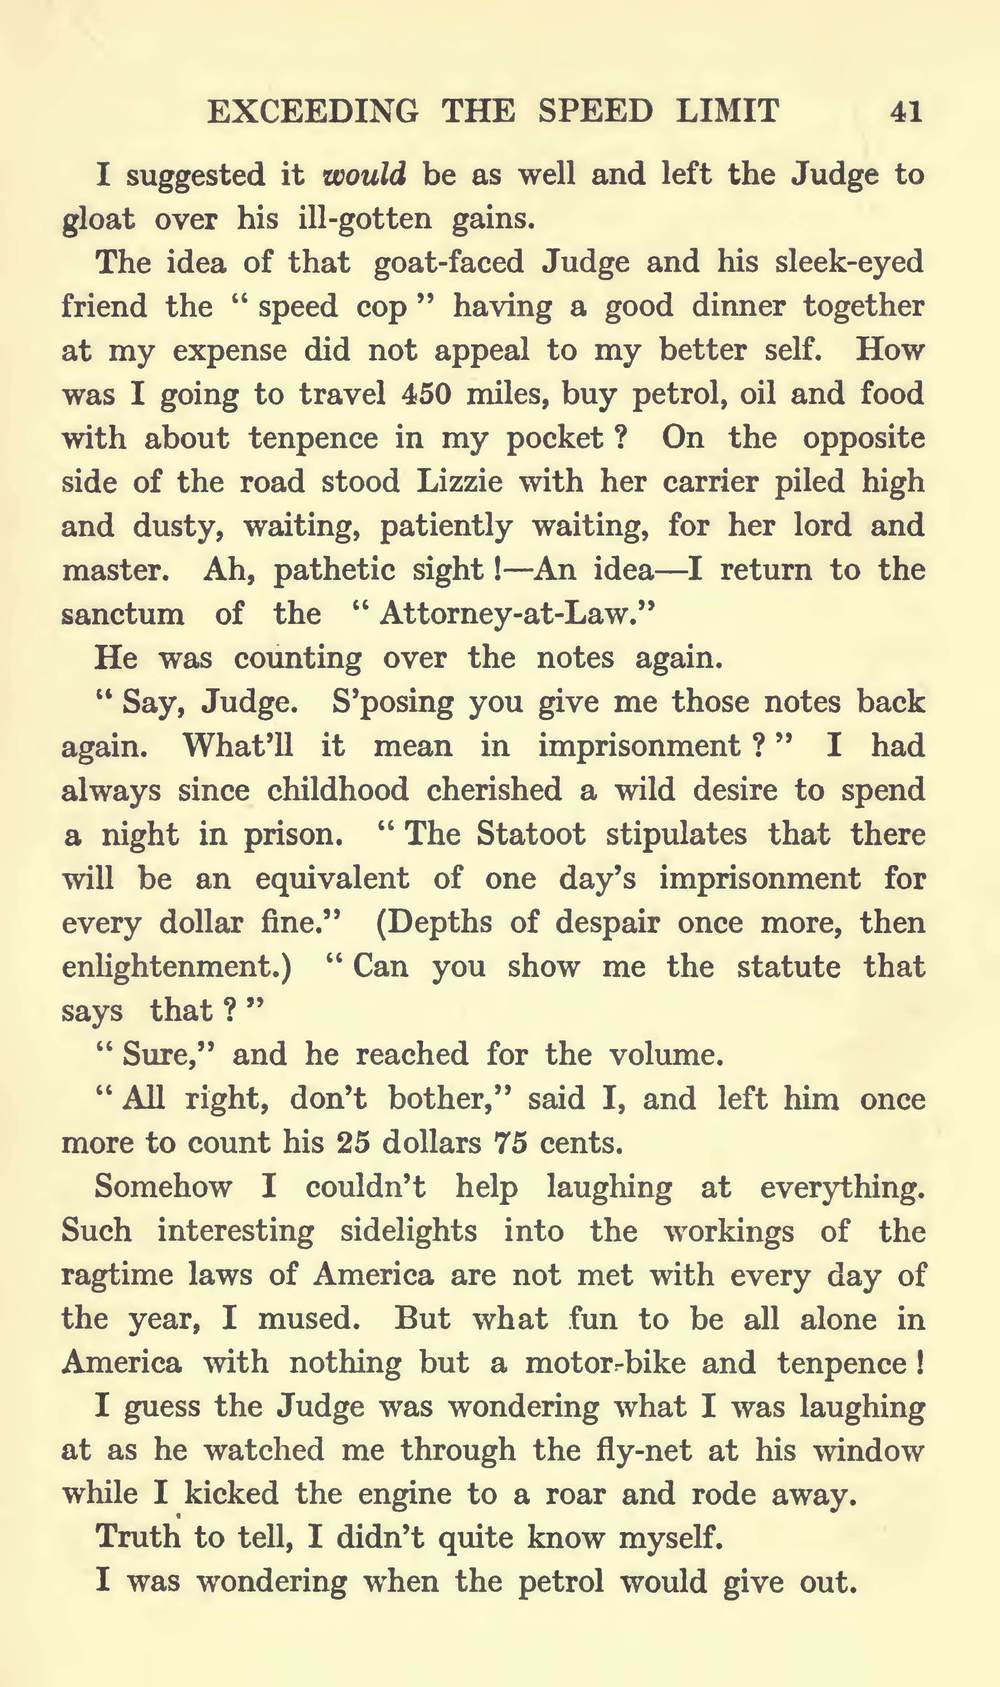 EXCEEDING THE SPEED LIMIT 41
I suggested it would be as well and left the Judge to
gloat over his ill-gotten gains.
The idea of that goat-faced Judge and his sleek-eyed
friend the “ speed cop ” having a good dinner together
at my expense did not appeal to my better self. How
was I going to travel 450 miles, buy petrol, oil and food
with about tenpence in my pocket ? On the opposite
side of the road stood Lizzie with her carrier piled high
and dusty, waiting, patiently waiting, for her lord and
master. Ah, pathetic sight !—An idea—I return to the
sanctum of the “ Attorney-at-Law.”
He was counting over the notes again.
“ Say, Judge. S’posing you give me those notes back
again. What’ll it mean in imprisonment ? ” I had
always since childhood cherished a wild desire to spend
a night in prison. “ The Statoot stipulates that there
will be an equivalent of one day’s imprisonment for
every dollar fine.” (Depths of despair once more, then
enlightenment.) “ Can you show me the statute that
says that ? ”
“ Sure,” and he reached for the volume.
“ All right, don’t bother,” said I, and left him once
more to count his 25 dollars 75 cents.
Somehow I couldn’t help laughing at everything.
Such interesting sidelights into the workings of the
ragtime laws of America are not met with every day of
the year, I mused. But what fun to be all alone in
America with nothing but a motor-bike and tenpence !
I guess the Judge was wondering what I was laughing
at as he watched me through the fly-net at his window
while I kicked the engine to a roar and rode away.
Truth to tell, I didn’t quite know myself.
I was wondering when the petrol would give out.